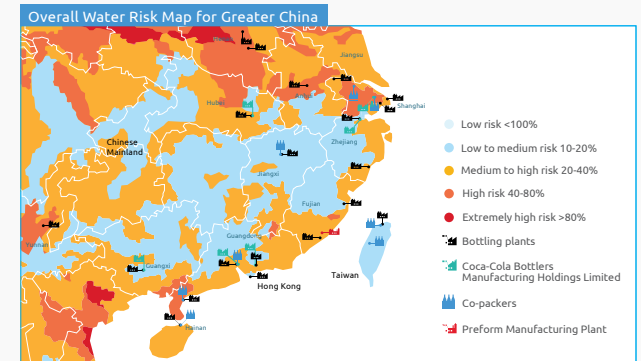 Overall Water Risk Map for Greater China
Jiangsu
Hubei
Shanghai
Chinese
Mainland
Zhejiang
Jiangxi
Fujian
Yunnan
Guangdong
Guangxi
Taiwan
Hong Kong
Hainan
Low risk <100%
Low to medium risk 10-20%
Medium to high risk 20-40%
High risk 40-80%
Extremely high risk >80%
Bottling plants
Coca-Cola Bottlers
Manufacturing Holdings Limited
Co-packers
Preform Manufacturing Plant